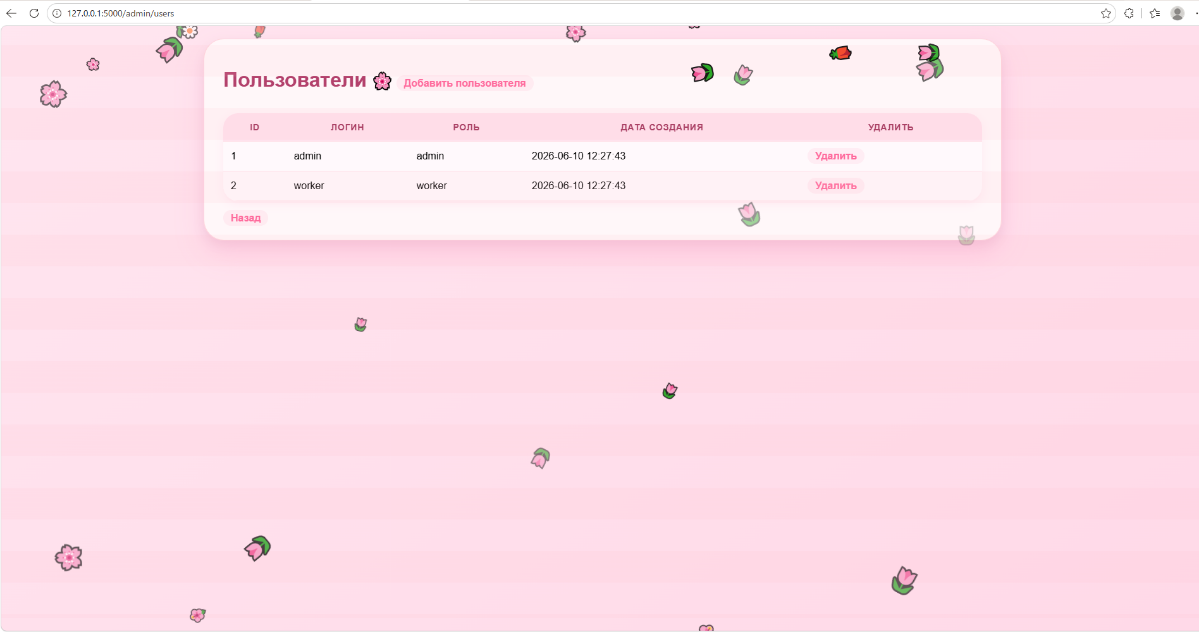 127.0.0.1:5000/admin/users
Пользователи 🌸 Добавить пользователя
ID ЛОГИН РОЛЬ ДАТА СОЗДАНИЯ УДАЛИТЬ
1 admin admin 2026-06-10 12:27:43 Удалить
2 worker worker 2026-06-10 12:27:43 Удалить
Назад